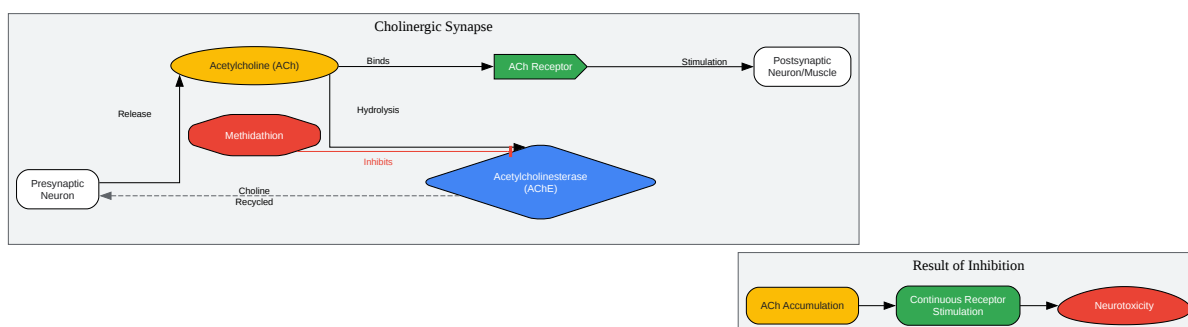 Cholinergic Synapse
Acetylcholine (ACh)
Binds
ACh Receptor
Stimulation
Postsynaptic
Neuron/Muscle
Release
Hydrolysis
Methidathion
Inhibits
Presynaptic
Neuron
Acetylcholinesterase
(AChE)
Choline
Recycled
Result of Inhibition
ACh Accumulation
Continuous Receptor
Stimulation
Neurotoxicity